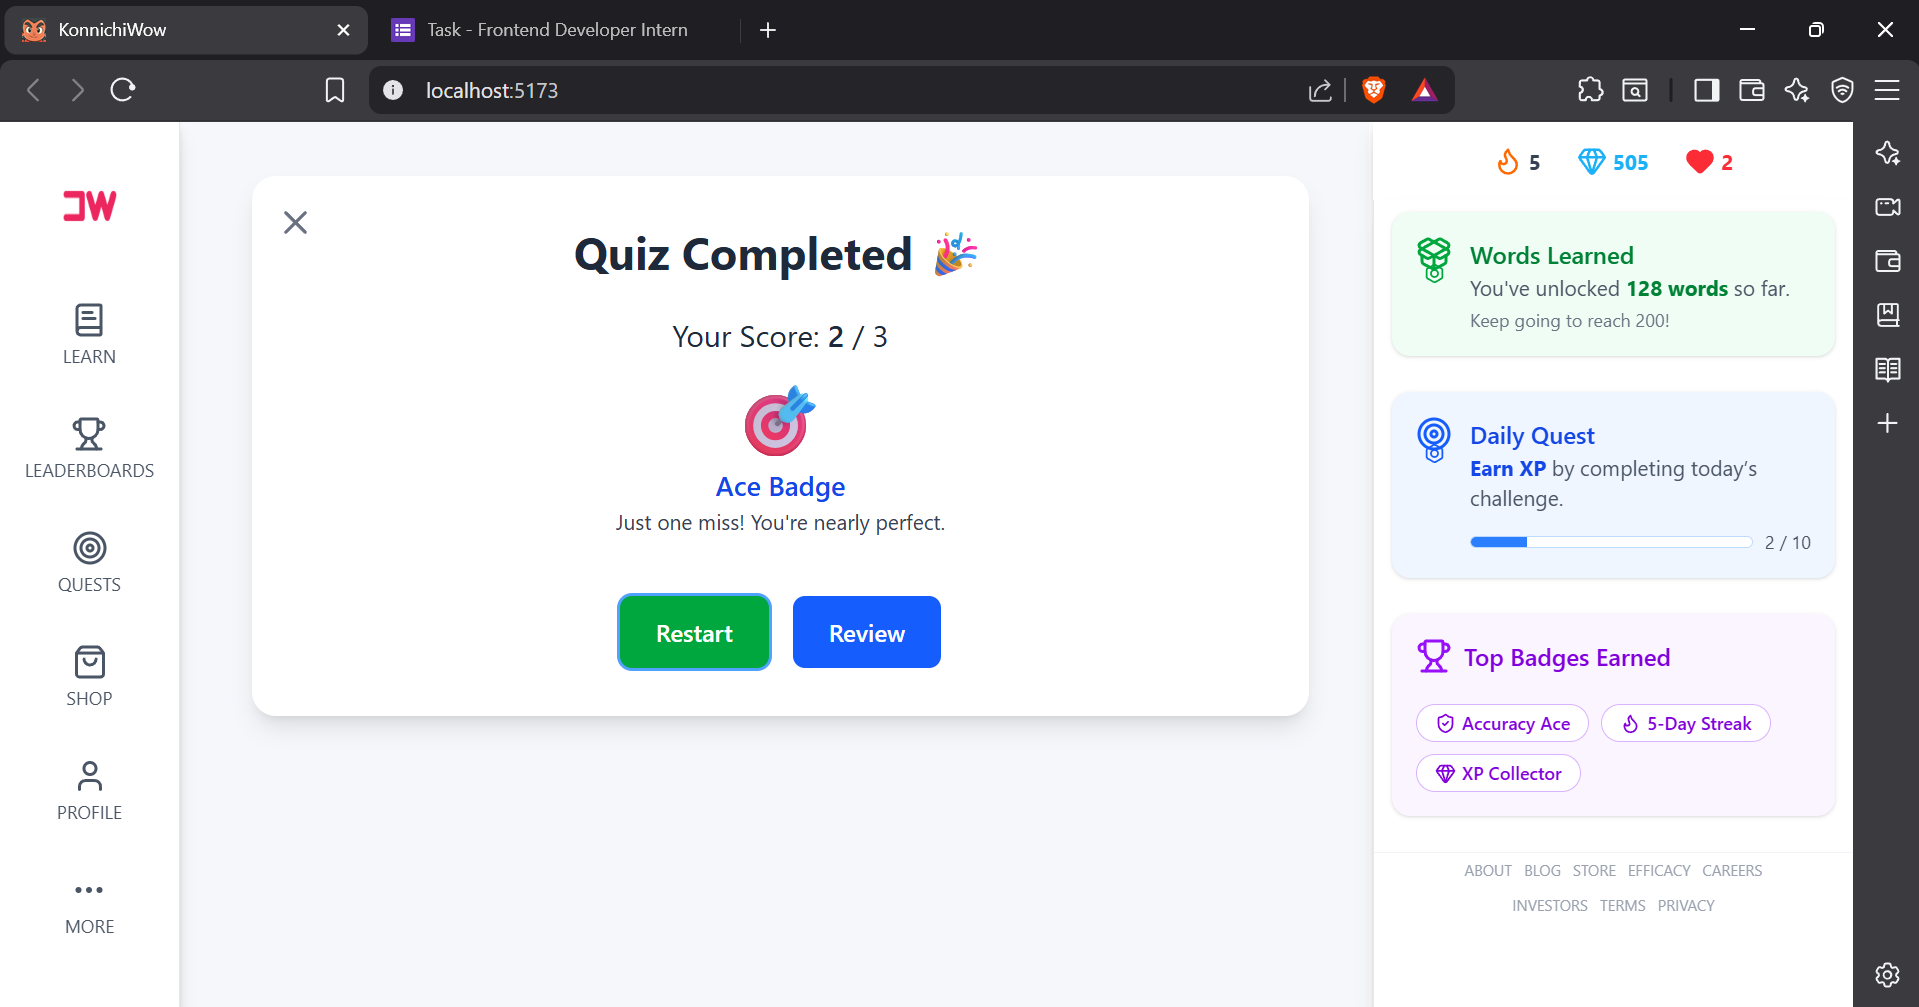 KonnichiWow
Task - Frontend Developer Intern
localhost:5173
LEARN
LEADERBOARDS
QUESTS
SHOP
PROFILE
MORE
Quiz Completed 🎉
Your Score: 2 / 3
Ace Badge
Just one miss! You're nearly perfect.
Restart
Review
5
505
2
Words Learned
You've unlocked 128 words so far.
Keep going to reach 200!
Daily Quest
Earn XP by completing today’s
challenge.
2 / 10
Top Badges Earned
Accuracy Ace
5-Day Streak
XP Collector
ABOUT BLOG STORE EFFICACY CAREERS
INVESTORS TERMS PRIVACY